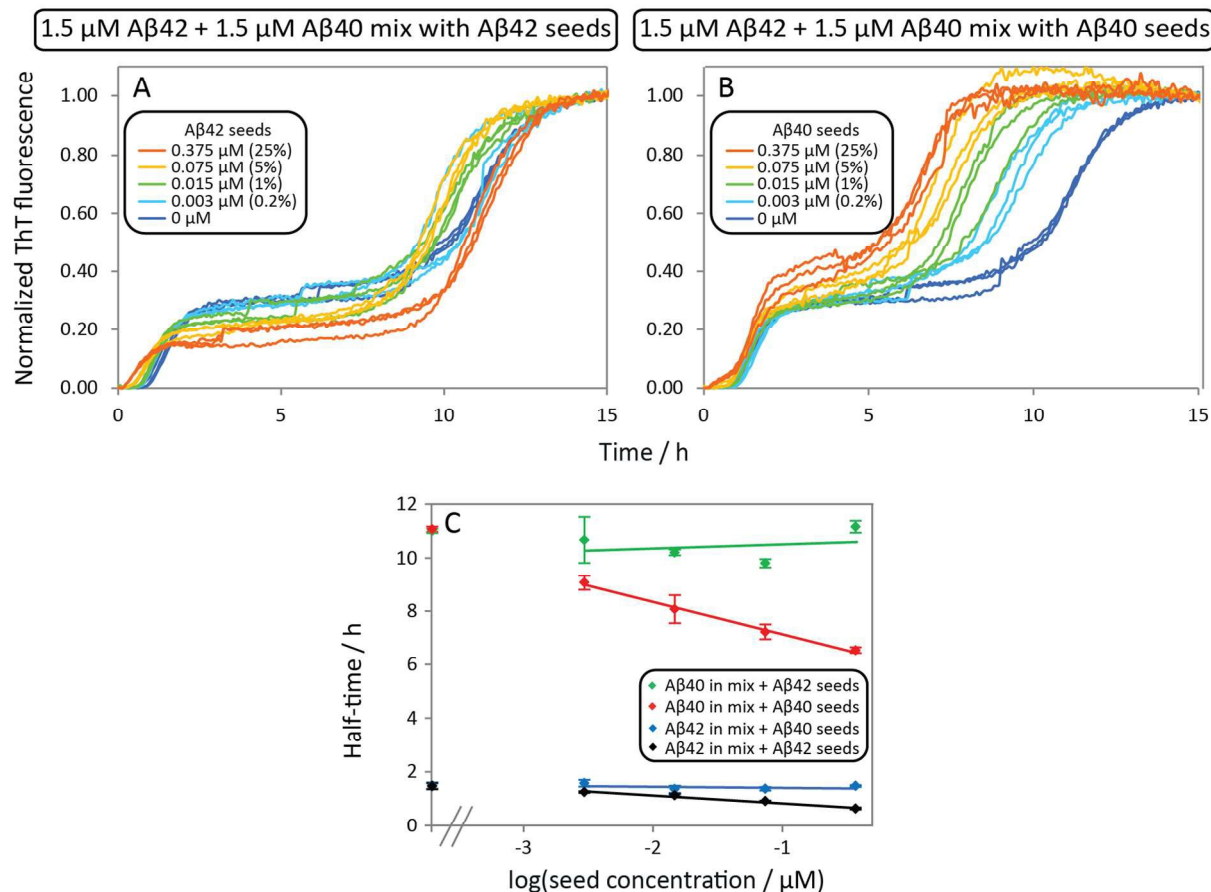 1.5 µM Aβ42 + 1.5 µM Aβ40 mix with Aβ42 seeds
1.5 µM Aβ42 + 1.5 µM Aβ40 mix with Aβ40 seeds
A
Normalized ThT fluorescence
1.00
0.80
0.60
0.40
0.20
0.00
Aβ42 seeds
0.375 µM (25%)
0.075 µM (5%)
0.015 µM (1%)
0.003 µM (0.2%)
0 µM
0 5 10 15
B
1.00
0.80
0.60
0.40
0.20
0.00
Aβ40 seeds
0.375 µM (25%)
0.075 µM (5%)
0.015 µM (1%)
0.003 µM (0.2%)
0 µM
0 5 10 15
Time / h
C
Half-time / h
12
10
8
6
4
2
0
Aβ40 in mix + Aβ42 seeds
Aβ40 in mix + Aβ40 seeds
Aβ42 in mix + Aβ40 seeds
Aβ42 in mix + Aβ42 seeds
-3 -2 -1
log(seed concentration / µM)